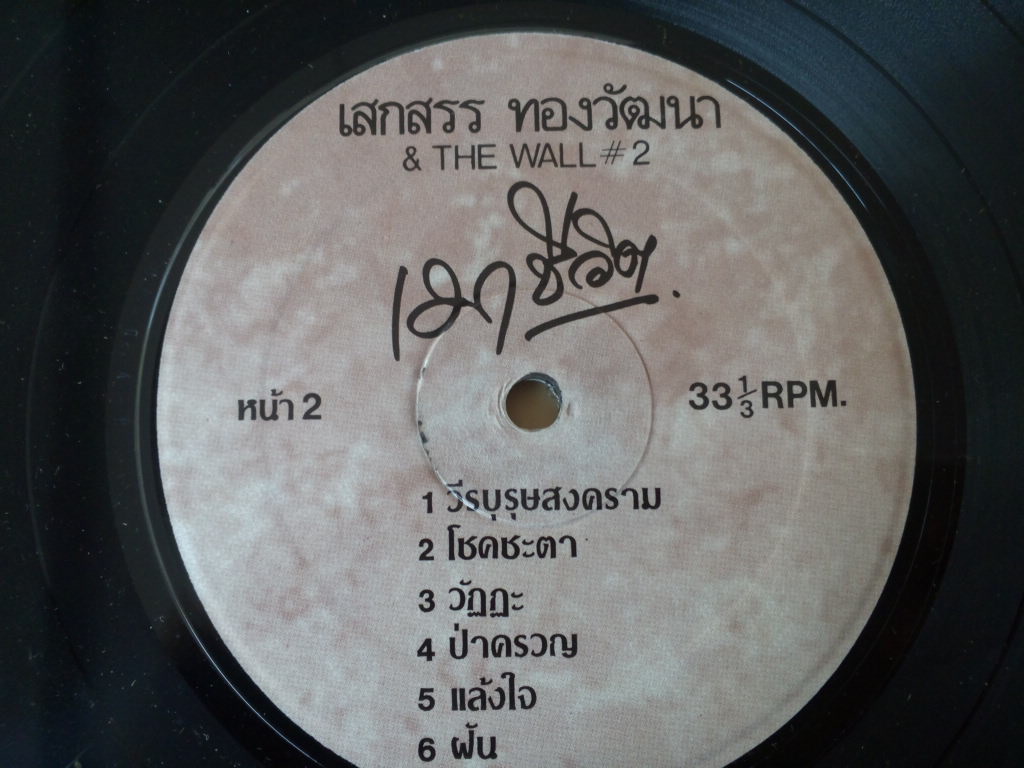 เสกสรร ทองวัฒนา
& THE WALL #2
เมาชีวิต.
หน้า 2
33 1/3 RPM.
1 วีรบุรุษสงคราม
2 โชคชะตา
3 วัฏฏะ
4 ป่าครวญ
5 แล้งใจ
6 ฝัน